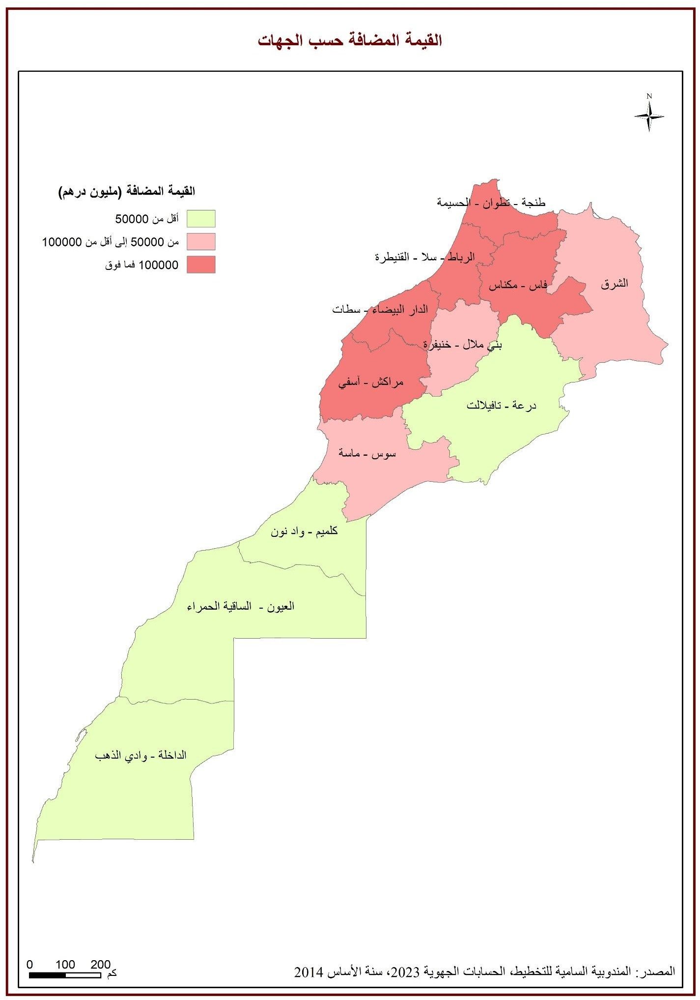 القيمة المضافة حسب الجهات
N
القيمة المضافة (مليون درهم)
أقل من 50000
من 50000 إلى أقل من 100000
100000 فما فوق
طنجة - تطوان - الحسيمة
الرباط - سلا - القنيطرة
فاس - مكناس
الشرق
الدار البيضاء - سطات
بني ملال - خنيفرة
مراكش - آسفي
درعة - تافيلالت
سوس - ماسة
كلميم - واد نون
العيون - الساقية الحمراء
الداخلة - وادي الذهب
0 100 200
كم
المصدر: المندوبية السامية للتخطيط، الحسابات الجهوية 2023، سنة الأساس 2014